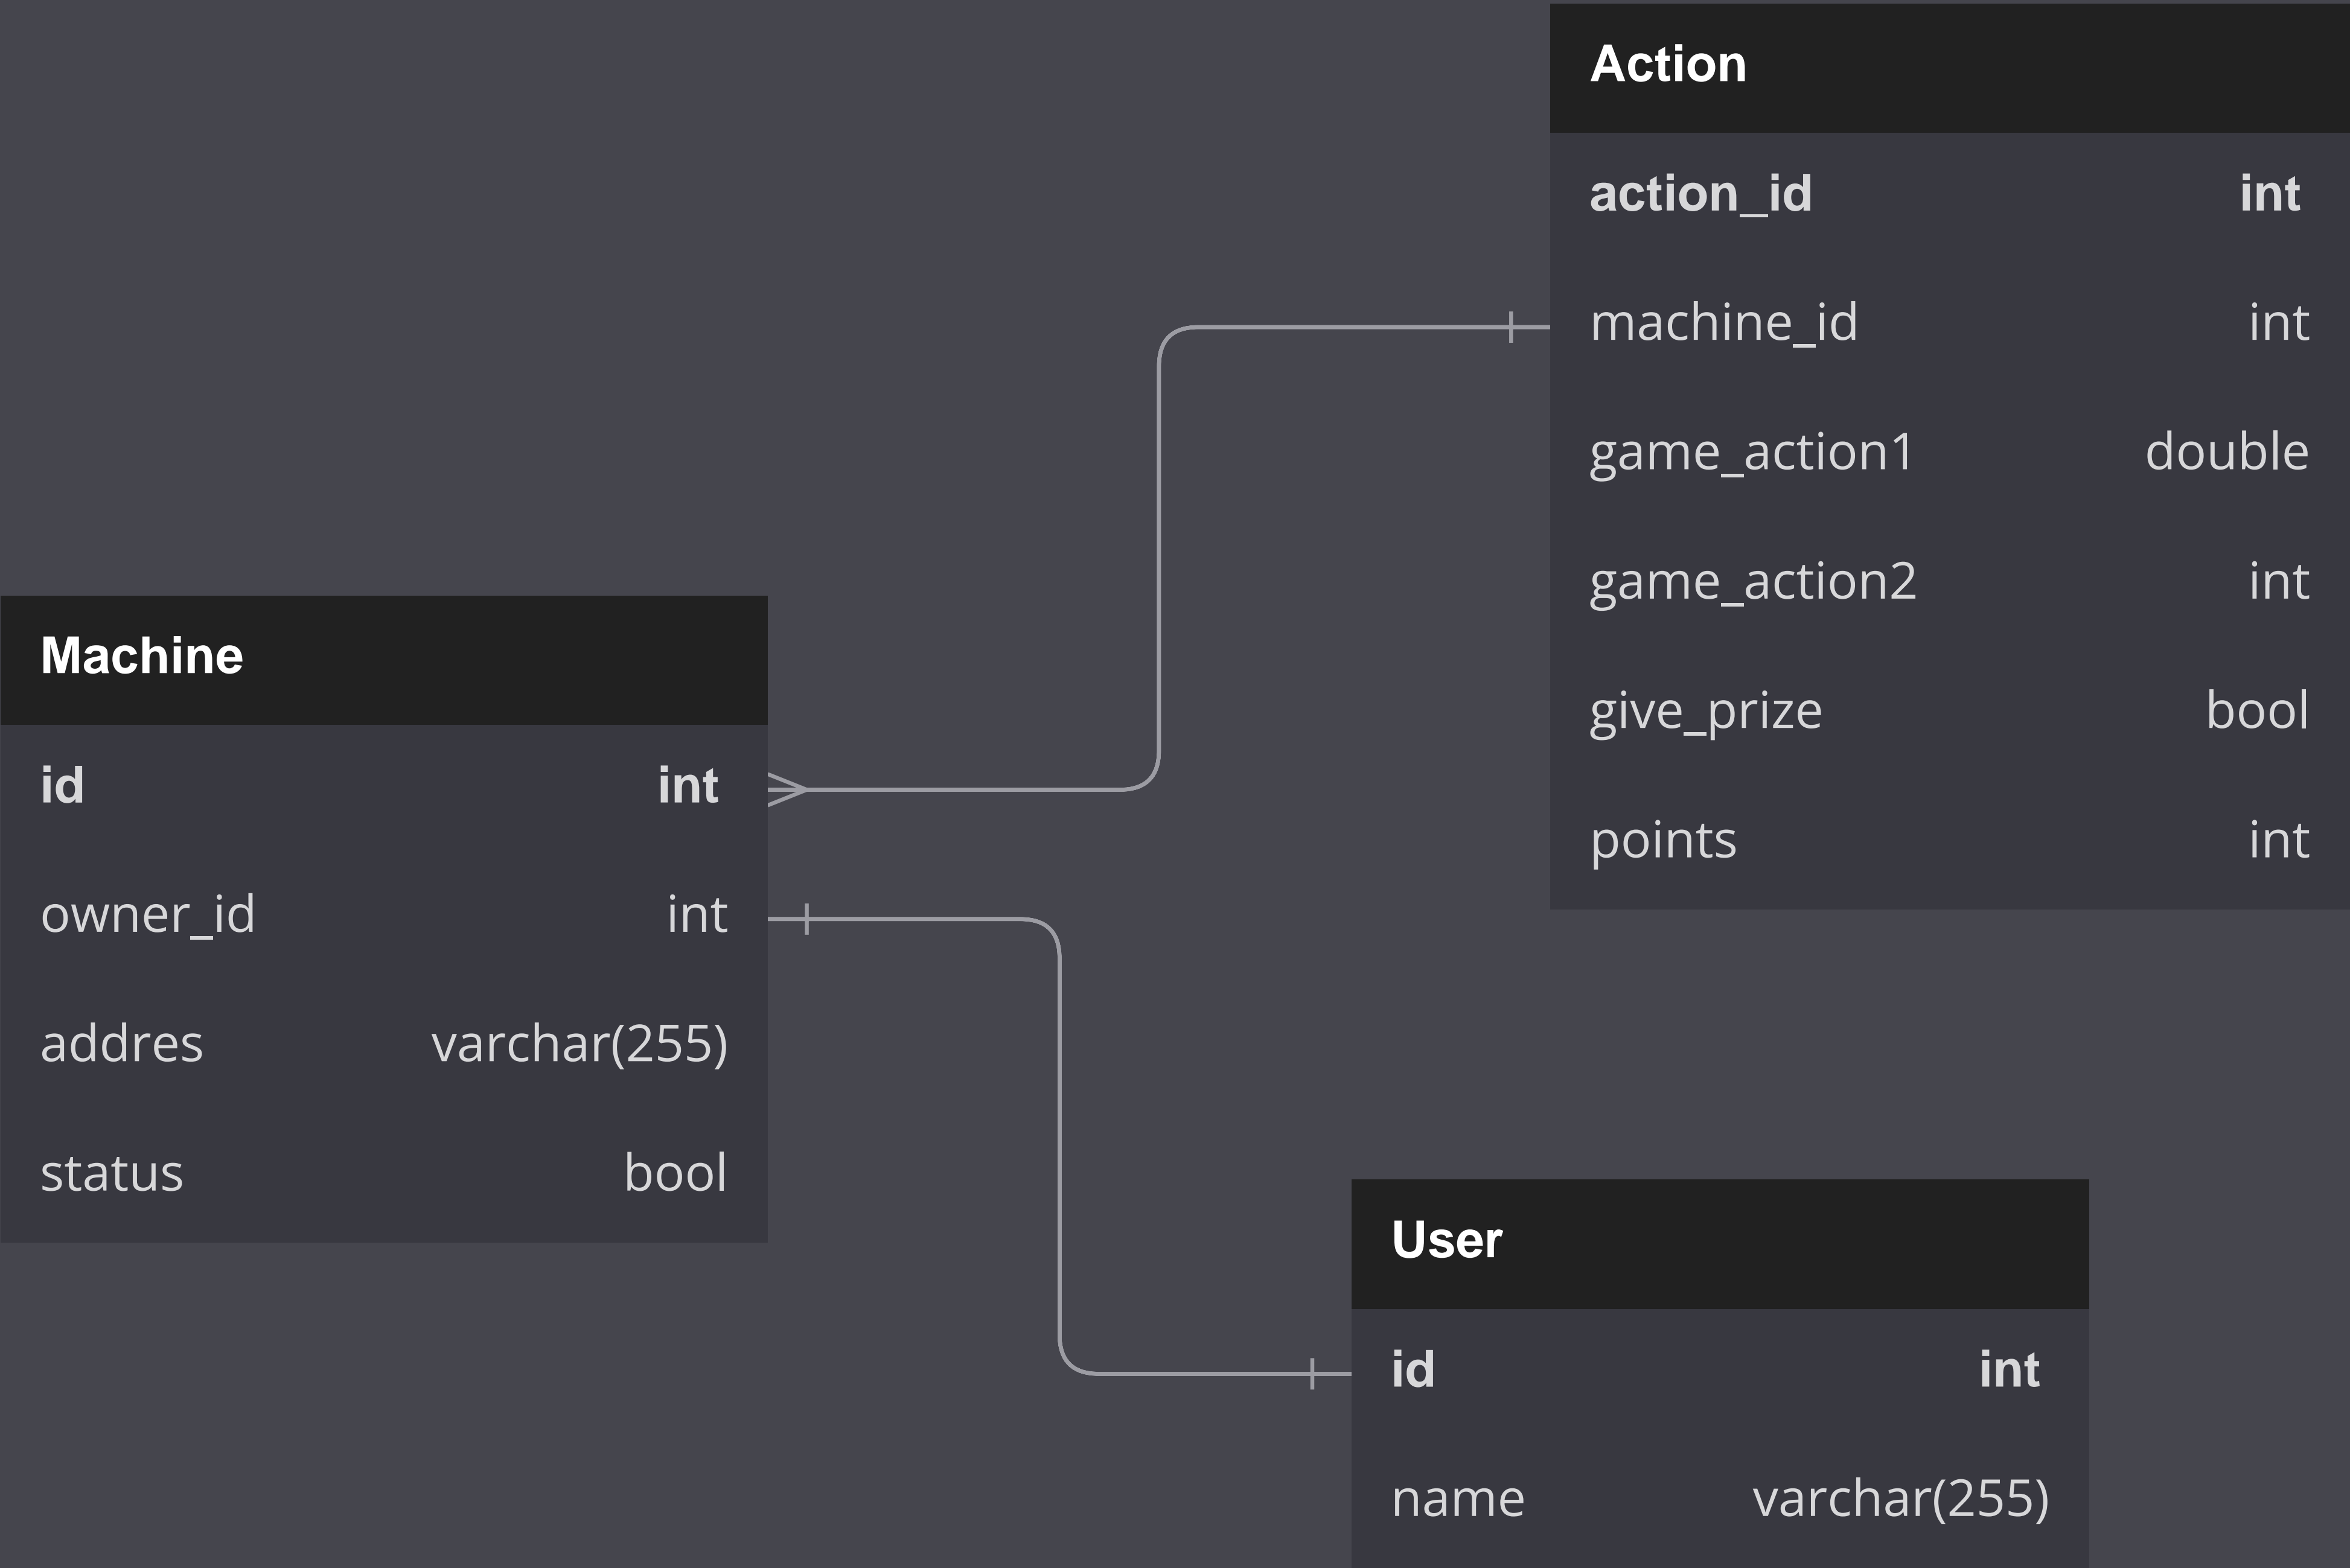 Action
action_id int
machine_id int
game_action1 double
game_action2 int
give_prize bool
points int
Machine
id int
owner_id int
addres varchar(255)
status bool
User
id int
name varchar(255)